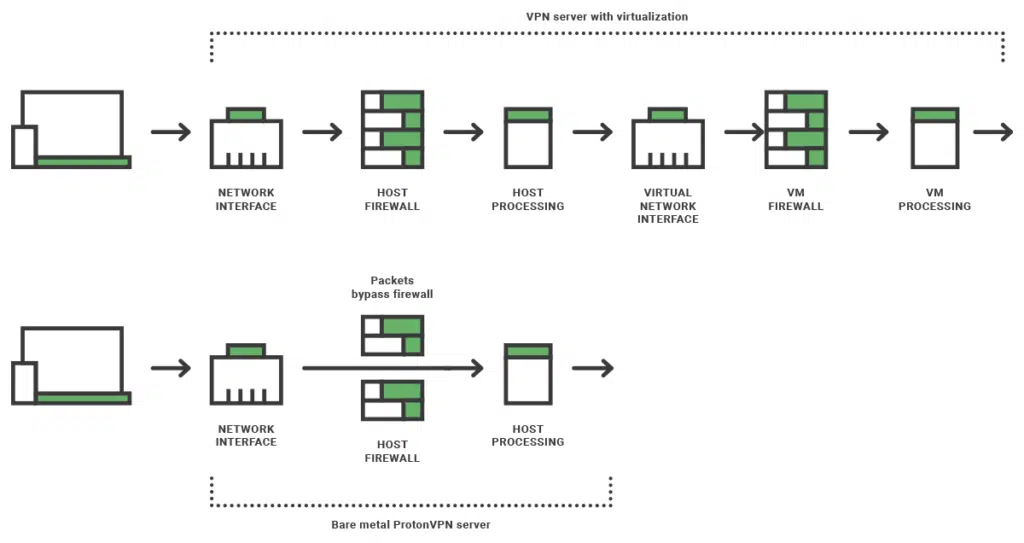 VPN server with virtualization
NETWORK
INTERFACE
HOST
FIREWALL
HOST
PROCESSING
VIRTUAL
NETWORK
INTERFACE
VM
FIREWALL
VM
PROCESSING
Packets
bypass firewall
NETWORK
INTERFACE
HOST
FIREWALL
HOST
PROCESSING
Bare metal ProtonVPN server